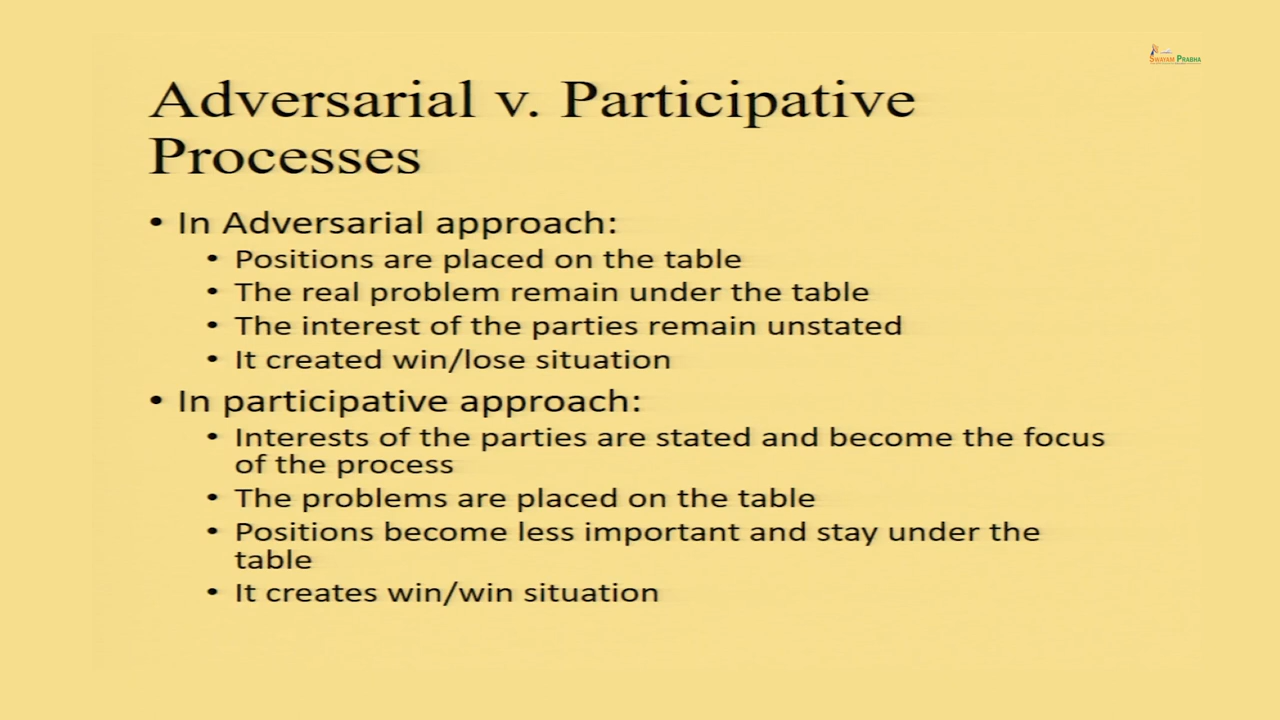 SWAYAM PRABHA
Adversarial v. Participative
Processes
• In Adversarial approach:
• Positions are placed on the table
• The real problem remain under the table
• The interest of the parties remain unstated
• It created win/lose situation
• In participative approach:
• Interests of the parties are stated and become the focus
of the process
• The problems are placed on the table
• Positions become less important and stay under the
table
• It creates win/win situation